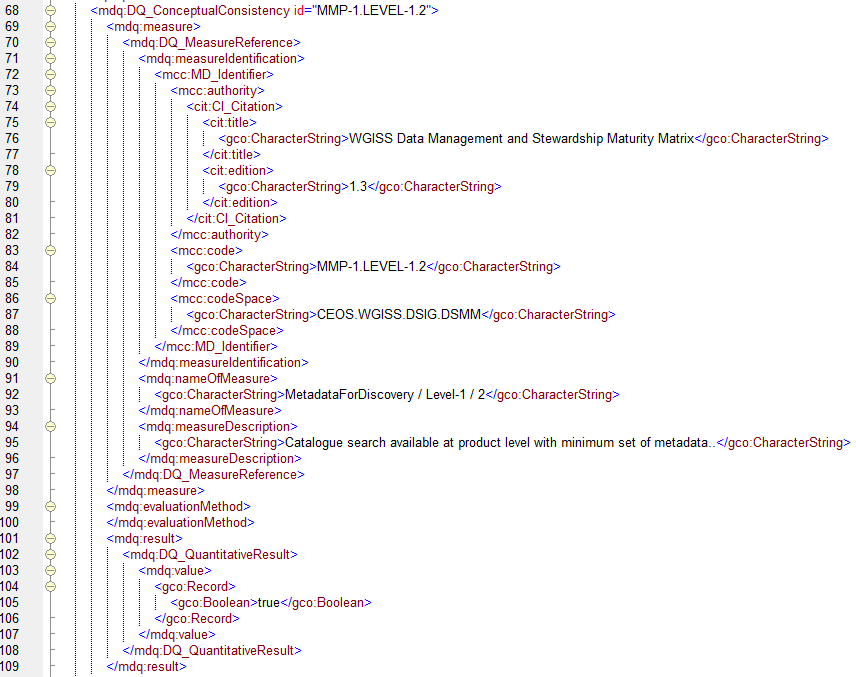 68 <mdq:DQ_ConceptualConsistency id="MMP-1.LEVEL-1.2">
69 <mdq:measure>
70 <mdq:DQ_MeasureReference>
71 <mdq:measureIdentification>
72 <mcc:MD_Identifier>
73 <mcc:authority>
74 <cit:CI_Citation>
75 <cit:title>
76 <gco:CharacterString>WGISS Data Management and Stewardship Maturity Matrix</gco:CharacterString>
77 </cit:title>
78 <cit:edition>
79 <gco:CharacterString>1.3</gco:CharacterString>
80 </cit:edition>
81 </cit:CI_Citation>
82 </mcc:authority>
83 <mcc:code>
84 <gco:CharacterString>MMP-1.LEVEL-1.2</gco:CharacterString>
85 </mcc:code>
86 <mcc:codeSpace>
87 <gco:CharacterString>CEOS.WGISS.DSIG.DSMM</gco:CharacterString>
88 </mcc:codeSpace>
89 </mcc:MD_Identifier>
90 </mdq:measureIdentification>
91 <mdq:nameOfMeasure>
92 <gco:CharacterString>MetadataForDiscovery / Level-1 / 2</gco:CharacterString>
93 </mdq:nameOfMeasure>
94 <mdq:measureDescription>
95 <gco:CharacterString>Catalogue search available at product level with minimum set of metadata..</gco:CharacterString>
96 </mdq:measureDescription>
97 </mdq:DQ_MeasureReference>
98 </mdq:measure>
99 <mdq:evaluationMethod>
100 </mdq:evaluationMethod>
101 <mdq:result>
102 <mdq:DQ_QuantitativeResult>
103 <mdq:value>
104 <gco:Record>
105 <gco:Boolean>true</gco:Boolean>
106 </gco:Record>
107 </mdq:value>
108 </mdq:DQ_QuantitativeResult>
109 </mdq:result>